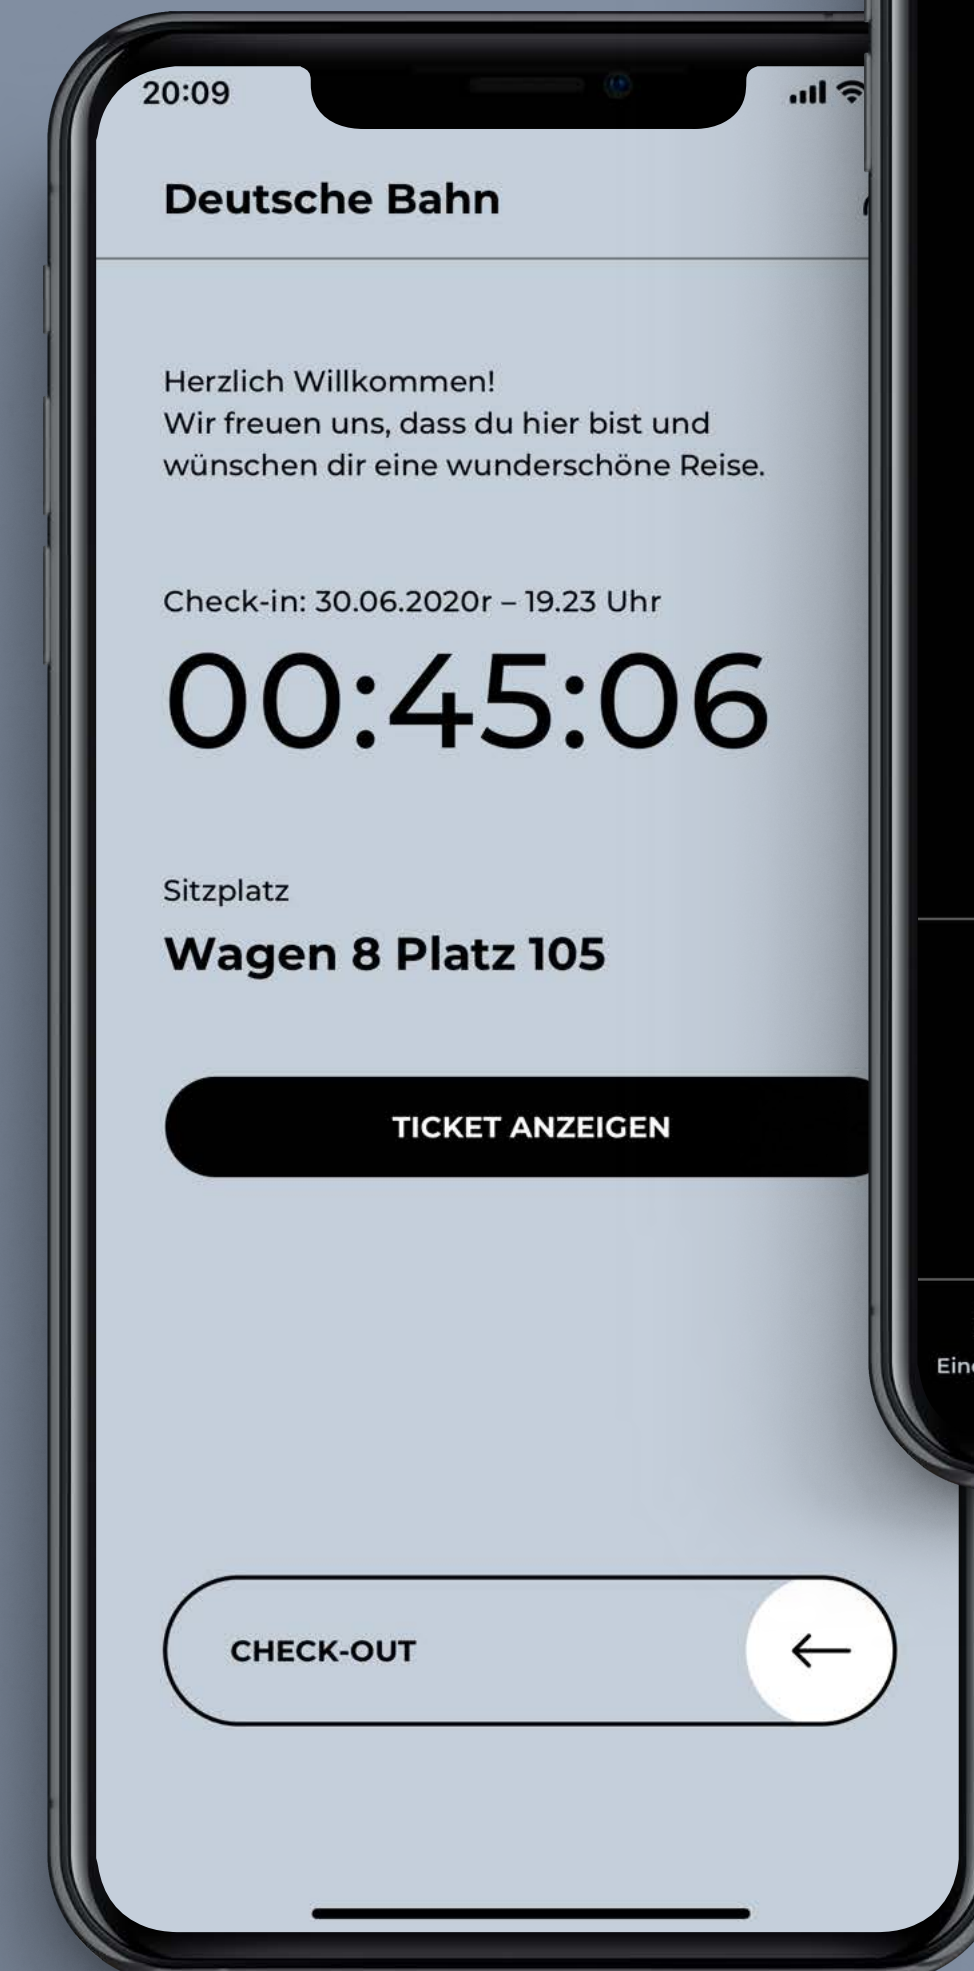 20:09
Deutsche Bahn
Herzlich Willkommen!
Wir freuen uns, dass du hier bist und
wünschen dir eine wunderschöne Reise.
Check-in: 30.06.2020r – 19.23 Uhr
00:45:06
Sitzplatz
Wagen 8 Platz 105
TICKET ANZEIGEN
CHECK-OUT